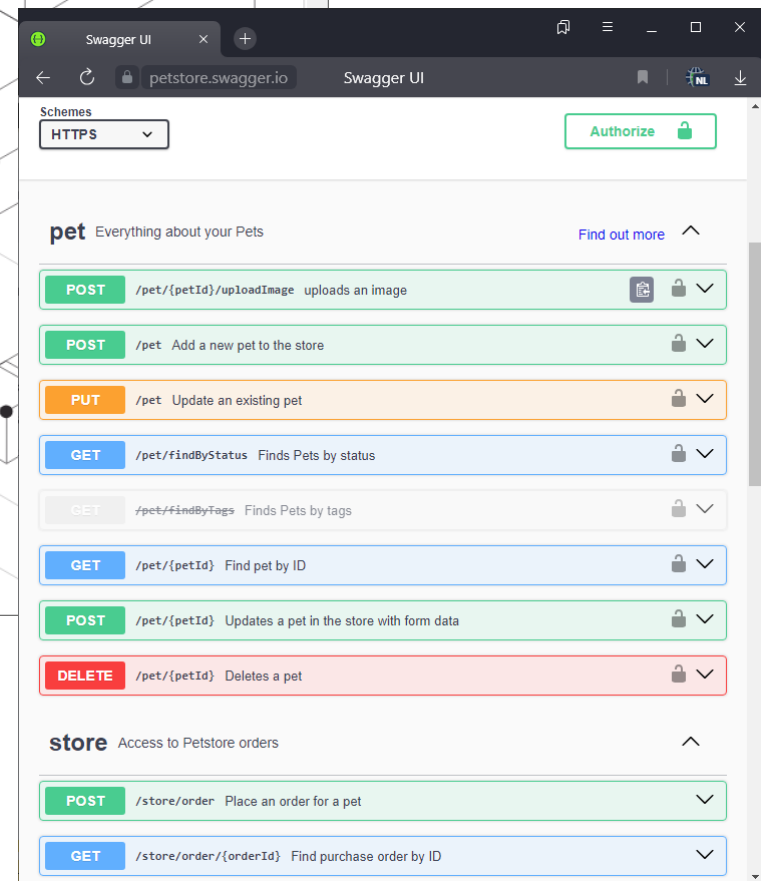 Swagger UI
petstore.swagger.io Swagger UI NL
Schemes
HTTPS
Authorize
pet Everything about your Pets Find out more
POST /pet/{petId}/uploadImage uploads an image
POST /pet Add a new pet to the store
PUT /pet Update an existing pet
GET /pet/findByStatus Finds Pets by status
GET /pet/findByTags Finds Pets by tags
GET /pet/{petId} Find pet by ID
POST /pet/{petId} Updates a pet in the store with form data
DELETE /pet/{petId} Deletes a pet
store Access to Petstore orders
POST /store/order Place an order for a pet
GET /store/order/{orderId} Find purchase order by ID